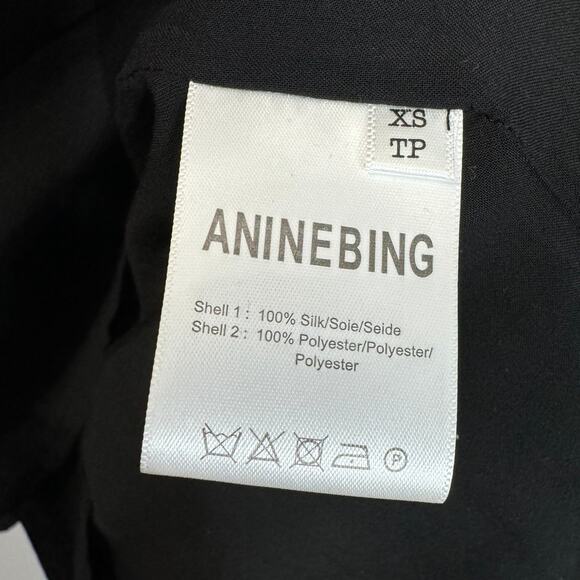 XS
TP
ANINEBING
Shell 1 : 100% Silk/Soie/Seide
Shell 2 : 100% Polyester/Polyester/
Polyester
P